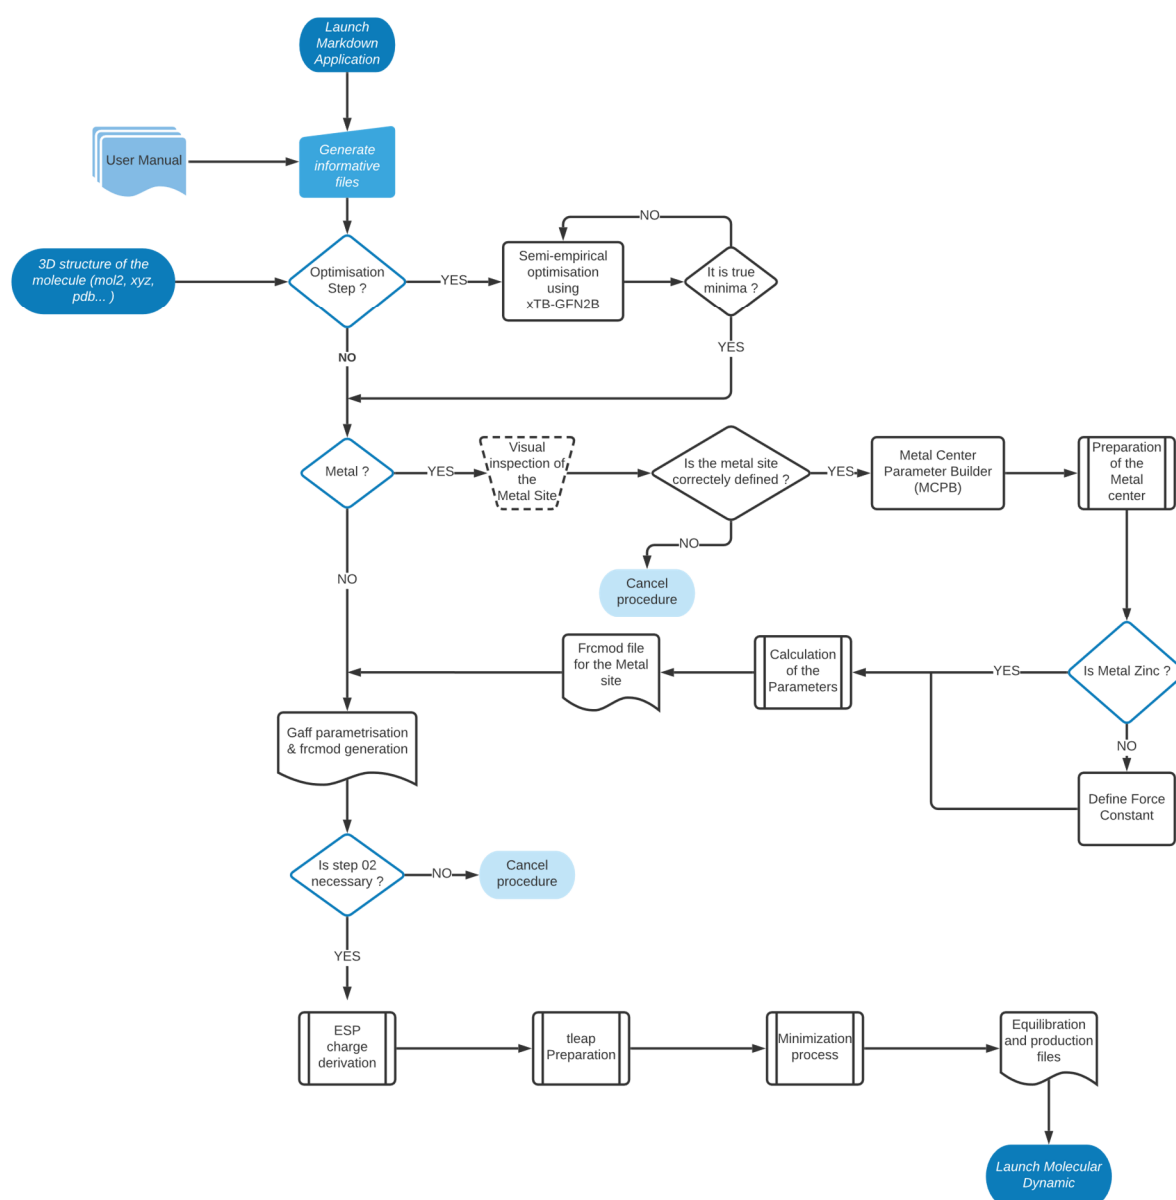 Launch
Markdown
Application
User Manual
Generate
informative
files
3D structure of the
molecule (mol2, xyz,
pdb... )
Optimisation
Step ?
YES
Semi-empirical
optimisation
using
xTB-GFN2B
NO
It is true
minima ?
YES
NO
Metal ?
YES
Visual
inspection of
the
Metal Site
Is the metal site
correctely defined ?
YES
Metal Center
Parameter Builder
(MCPB)
Preparation
of the
Metal
center
NO
Cancel
procedure
NO
Is Metal Zinc ?
YES
Calculation
of the
Parameters
Frcmod file
for the Metal
site
NO
Define Force
Constant
Gaff parametrisation
& frcmod generation
Is step 02
necessary ?
NO
Cancel
procedure
YES
ESP
charge
derivation
tleap
Preparation
Minimization
process
Equilibration
and production
files
Launch Molecular
Dynamic